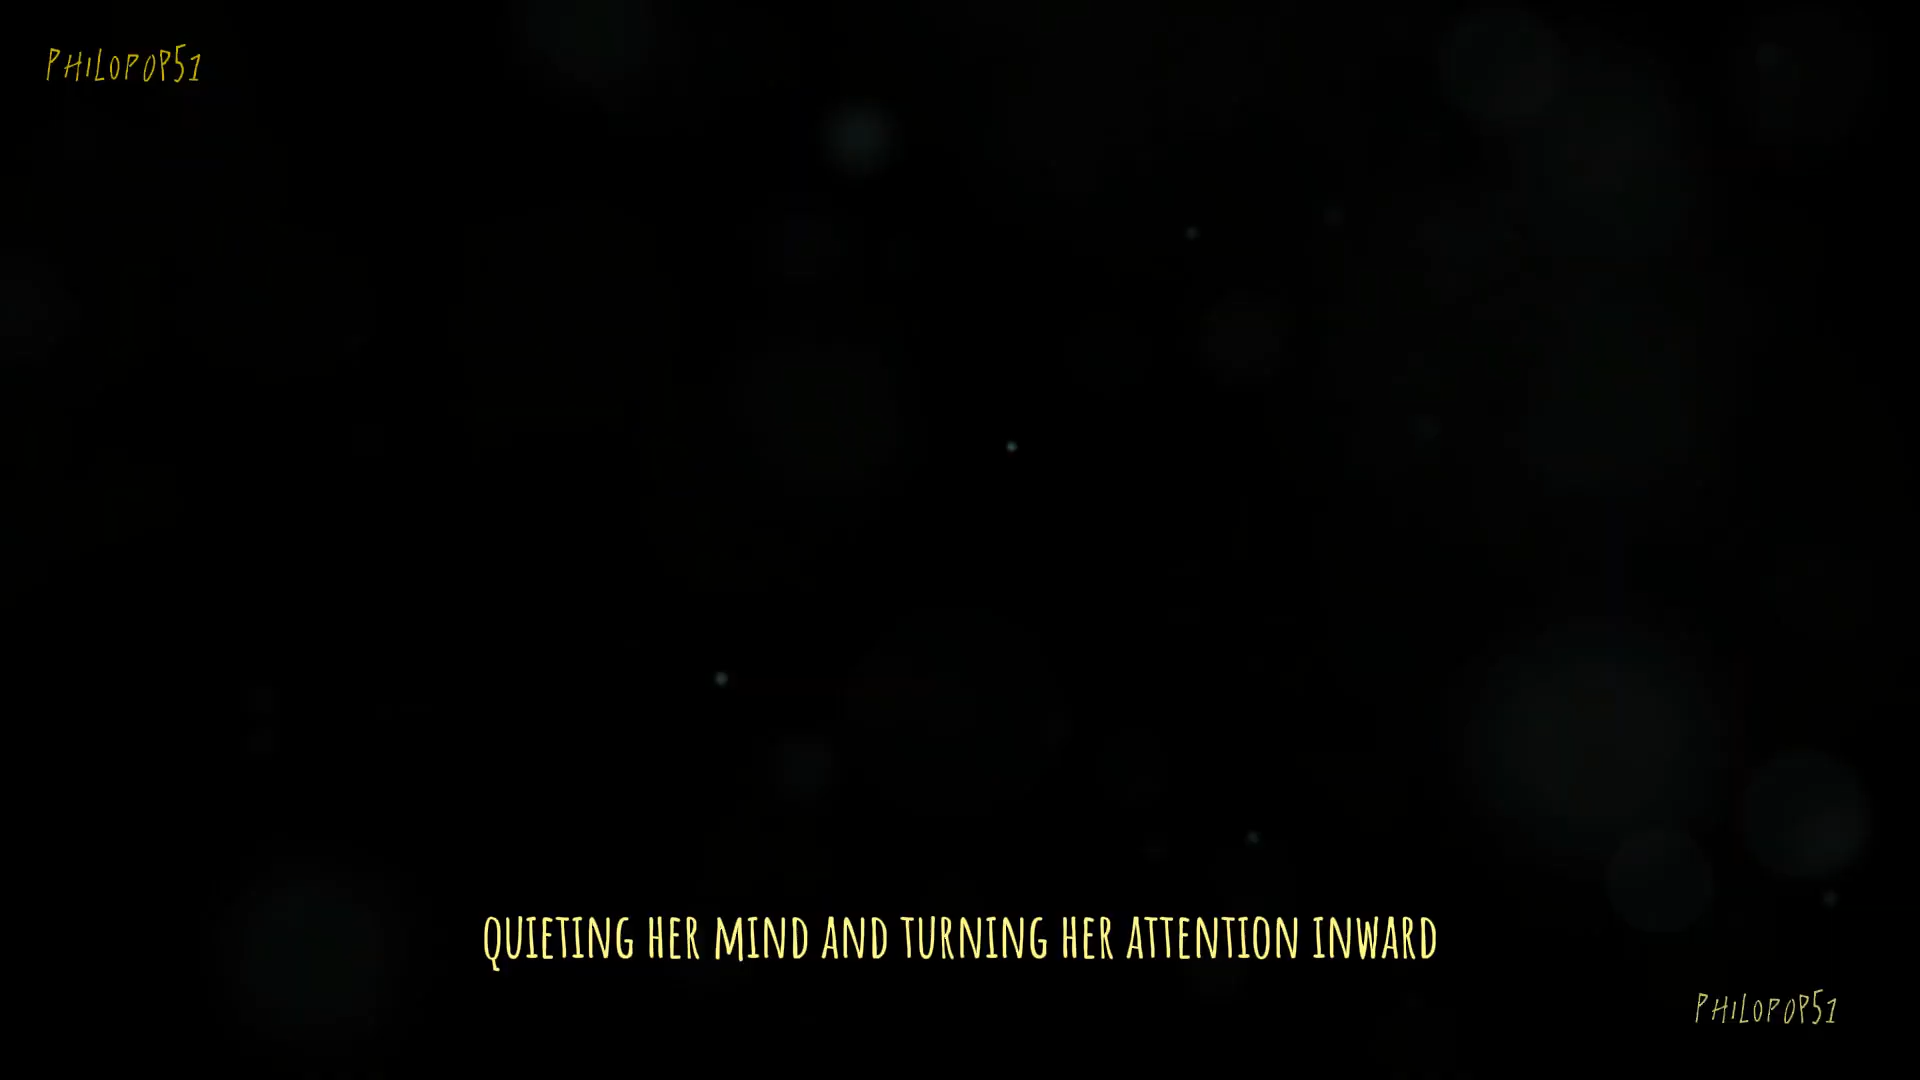 PHILOPOP51
QUIETING HER MIND AND TURNING HER ATTENTION INWARD
PHILOPOP51